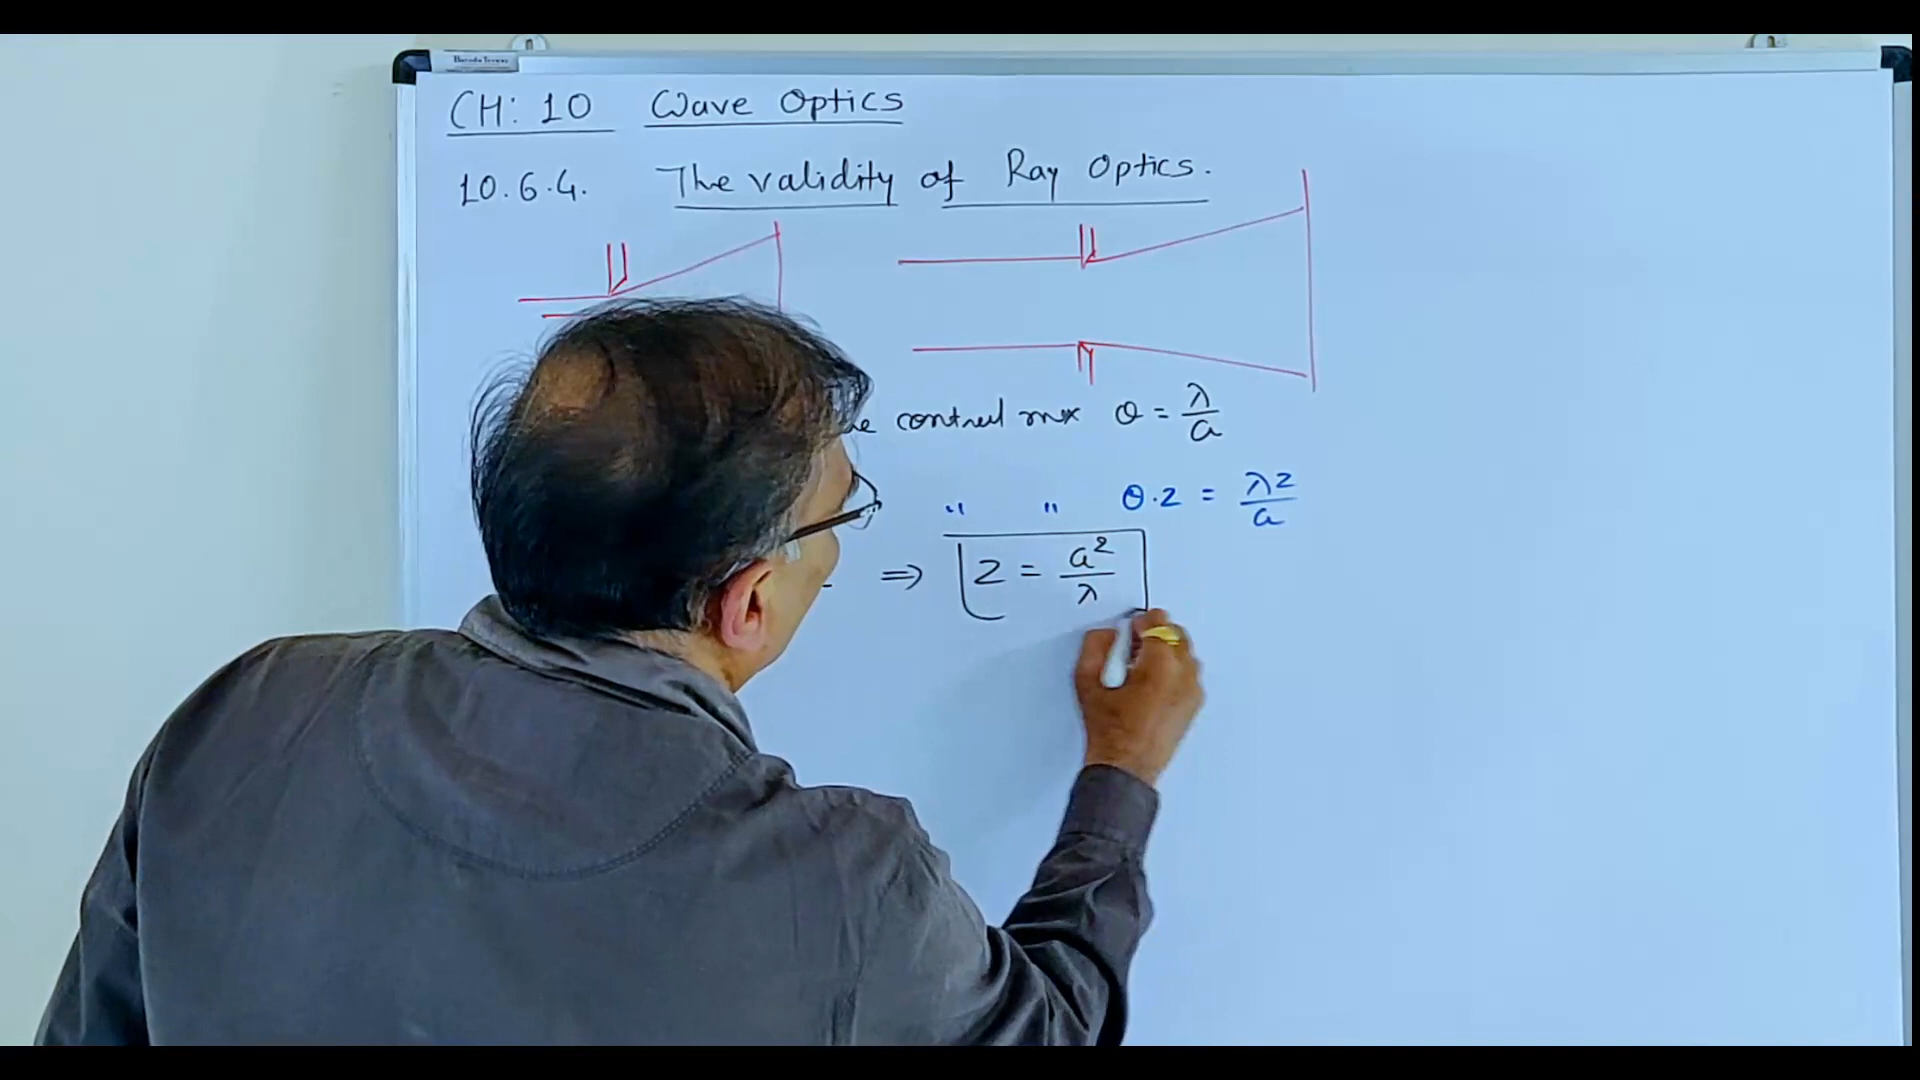 CH: 10 Wave Optics
10.6.4. The validity of Ray Optics.
central max θ = λ/a
" " θ·z = λz/a
⇒ z = a²/λ